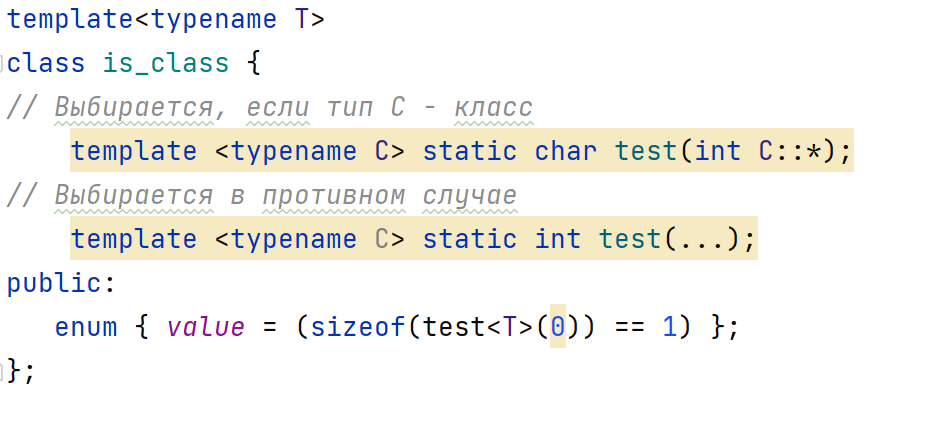 template<typename T>
class is_class {
// Выбирается, если тип C - класс
    template <typename C> static char test(int C::*);
// Выбирается в противном случае
    template <typename C> static int test(...);
public:
   enum { value = (sizeof(test<T>(0)) == 1) };
};